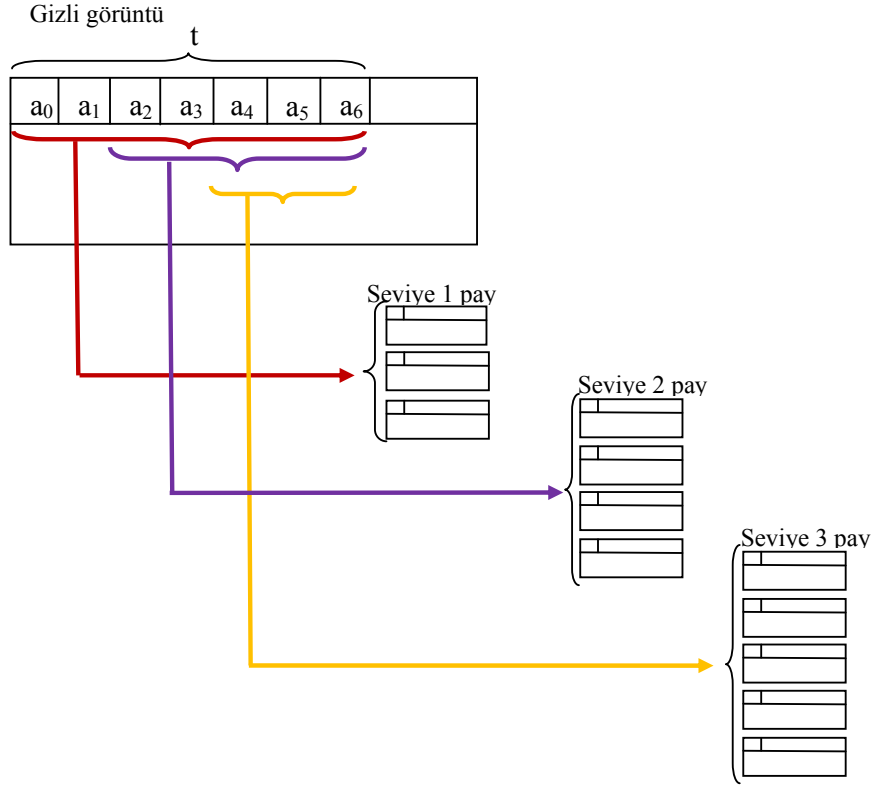 Gizli görüntü
t
a₀ a₁ a₂ a₃ a₄ a₅ a₆
Seviye 1 pay
Seviye 2 pay
Seviye 3 pay